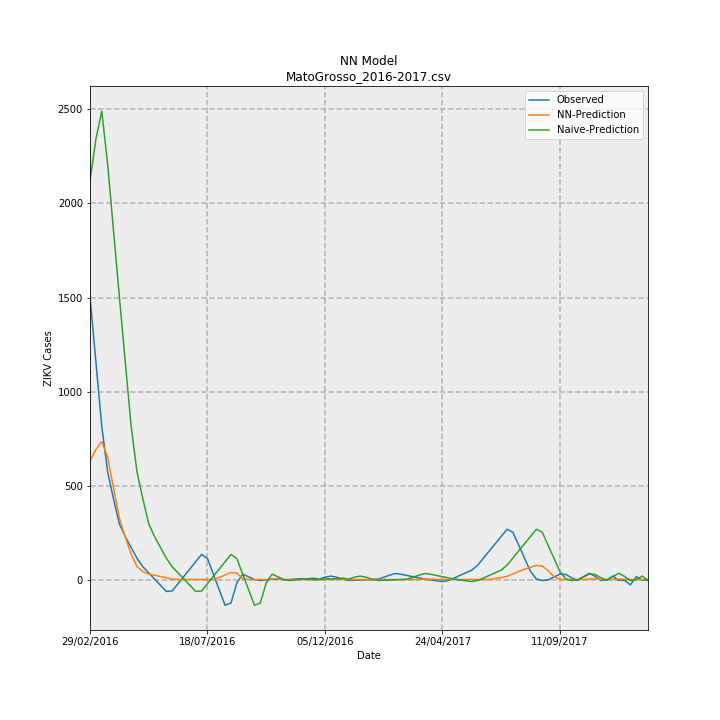 NN Model
MatoGrosso_2016-2017.csv
Observed
NN-Prediction
Naive-Prediction
ZIKV Cases
2500
2000
1500
1000
500
0
29/02/2016
18/07/2016
05/12/2016
24/04/2017
11/09/2017
Date